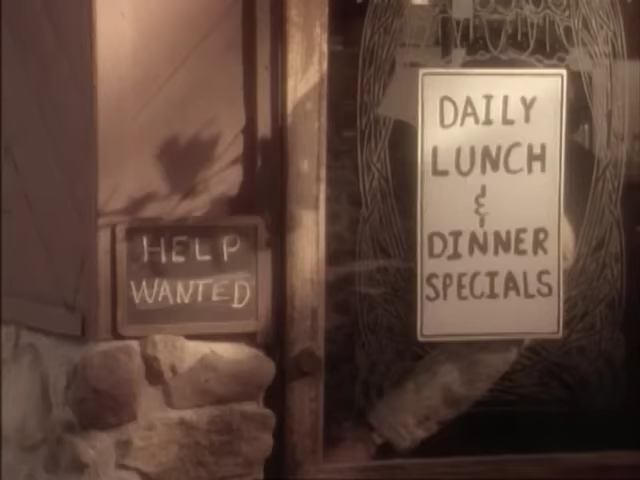 HELP
WANTED
DAILY
LUNCH
&
DINNER
SPECIALS